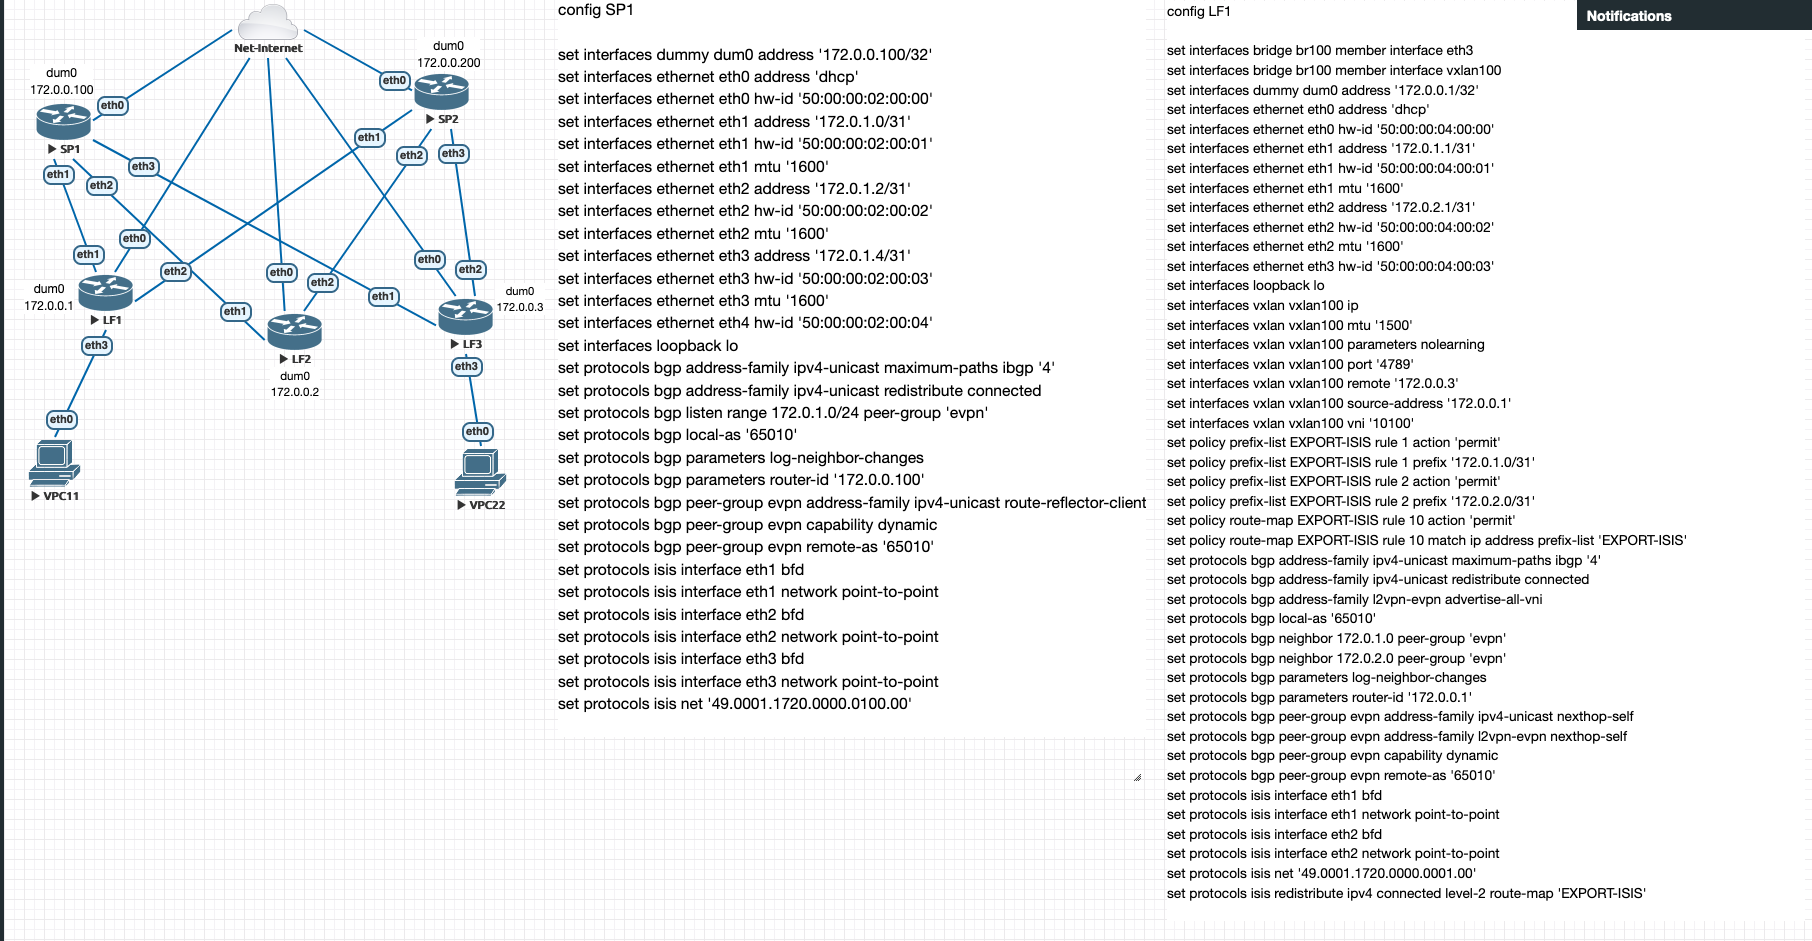 Net-Internet
dum0
172.0.0.200
eth0
SP2
dum0
172.0.0.100
eth0
SP1
eth1
eth2
eth3
eth1
eth2
eth3
eth1
eth0
eth2
eth0
eth2
eth0
eth2
eth1
eth1
dum0
172.0.0.1
LF1
dum0
172.0.0.3
LF3
LF2
dum0
172.0.0.2
eth3
eth3
eth0
eth0
VPC11
VPC22
config SP1
set interfaces dummy dum0 address '172.0.0.100/32'
set interfaces ethernet eth0 address 'dhcp'
set interfaces ethernet eth0 hw-id '50:00:00:02:00:00'
set interfaces ethernet eth1 address '172.0.1.0/31'
set interfaces ethernet eth1 hw-id '50:00:00:02:00:01'
set interfaces ethernet eth1 mtu '1600'
set interfaces ethernet eth2 address '172.0.1.2/31'
set interfaces ethernet eth2 hw-id '50:00:00:02:00:02'
set interfaces ethernet eth2 mtu '1600'
set interfaces ethernet eth3 address '172.0.1.4/31'
set interfaces ethernet eth3 hw-id '50:00:00:02:00:03'
set interfaces ethernet eth3 mtu '1600'
set interfaces ethernet eth4 hw-id '50:00:00:02:00:04'
set interfaces loopback lo
set protocols bgp address-family ipv4-unicast maximum-paths ibgp '4'
set protocols bgp address-family ipv4-unicast redistribute connected
set protocols bgp listen range 172.0.1.0/24 peer-group 'evpn'
set protocols bgp local-as '65010'
set protocols bgp parameters log-neighbor-changes
set protocols bgp parameters router-id '172.0.0.100'
set protocols bgp peer-group evpn address-family ipv4-unicast route-reflector-client
set protocols bgp peer-group evpn capability dynamic
set protocols bgp peer-group evpn remote-as '65010'
set protocols isis interface eth1 bfd
set protocols isis interface eth1 network point-to-point
set protocols isis interface eth2 bfd
set protocols isis interface eth2 network point-to-point
set protocols isis interface eth3 bfd
set protocols isis interface eth3 network point-to-point
set protocols isis net '49.0001.1720.0000.0100.00'
config LF1
Notifications
set interfaces bridge br100 member interface eth3
set interfaces bridge br100 member interface vxlan100
set interfaces dummy dum0 address '172.0.0.1/32'
set interfaces ethernet eth0 address 'dhcp'
set interfaces ethernet eth0 hw-id '50:00:00:04:00:00'
set interfaces ethernet eth1 address '172.0.1.1/31'
set interfaces ethernet eth1 hw-id '50:00:00:04:00:01'
set interfaces ethernet eth1 mtu '1600'
set interfaces ethernet eth2 address '172.0.2.1/31'
set interfaces ethernet eth2 hw-id '50:00:00:04:00:02'
set interfaces ethernet eth2 mtu '1600'
set interfaces ethernet eth3 hw-id '50:00:00:04:00:03'
set interfaces loopback lo
set interfaces vxlan vxlan100 ip
set interfaces vxlan vxlan100 mtu '1500'
set interfaces vxlan vxlan100 parameters nolearning
set interfaces vxlan vxlan100 port '4789'
set interfaces vxlan vxlan100 remote '172.0.0.3'
set interfaces vxlan vxlan100 source-address '172.0.0.1'
set interfaces vxlan vxlan100 vni '10100'
set policy prefix-list EXPORT-ISIS rule 1 action 'permit'
set policy prefix-list EXPORT-ISIS rule 1 prefix '172.0.1.0/31'
set policy prefix-list EXPORT-ISIS rule 2 action 'permit'
set policy prefix-list EXPORT-ISIS rule 2 prefix '172.0.2.0/31'
set policy route-map EXPORT-ISIS rule 10 action 'permit'
set policy route-map EXPORT-ISIS rule 10 match ip address prefix-list 'EXPORT-ISIS'
set protocols bgp address-family ipv4-unicast maximum-paths ibgp '4'
set protocols bgp address-family ipv4-unicast redistribute connected
set protocols bgp address-family l2vpn-evpn advertise-all-vni
set protocols bgp local-as '65010'
set protocols bgp neighbor 172.0.1.0 peer-group 'evpn'
set protocols bgp neighbor 172.0.2.0 peer-group 'evpn'
set protocols bgp parameters log-neighbor-changes
set protocols bgp parameters router-id '172.0.0.1'
set protocols bgp peer-group evpn address-family ipv4-unicast nexthop-self
set protocols bgp peer-group evpn address-family l2vpn-evpn nexthop-self
set protocols bgp peer-group evpn capability dynamic
set protocols bgp peer-group evpn remote-as '65010'
set protocols isis interface eth1 bfd
set protocols isis interface eth1 network point-to-point
set protocols isis interface eth2 bfd
set protocols isis interface eth2 network point-to-point
set protocols isis net '49.0001.1720.0000.0001.00'
set protocols isis redistribute ipv4 connected level-2 route-map 'EXPORT-ISIS'